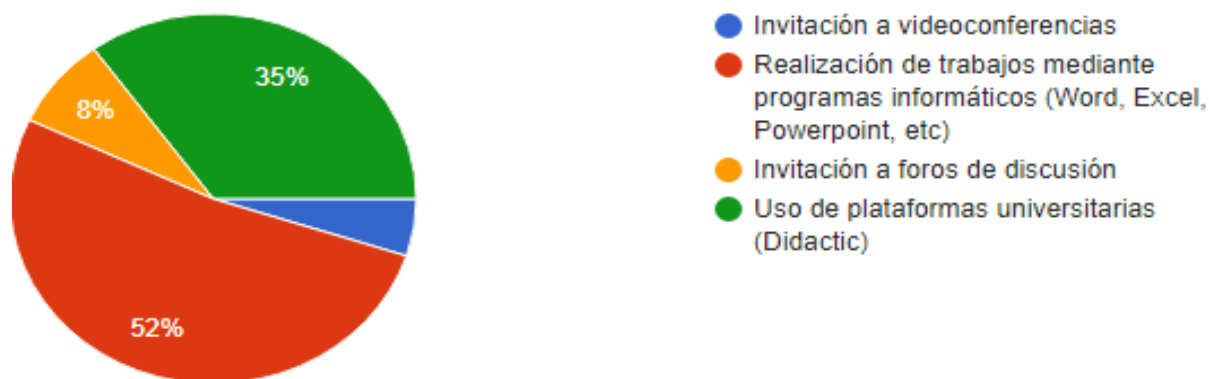 35%
8%
52%
Invitación a videoconferencias
Realización de trabajos mediante
programas informáticos (Word, Excel,
Powerpoint, etc)
Invitación a foros de discusión
Uso de plataformas universitarias
(Didactic)